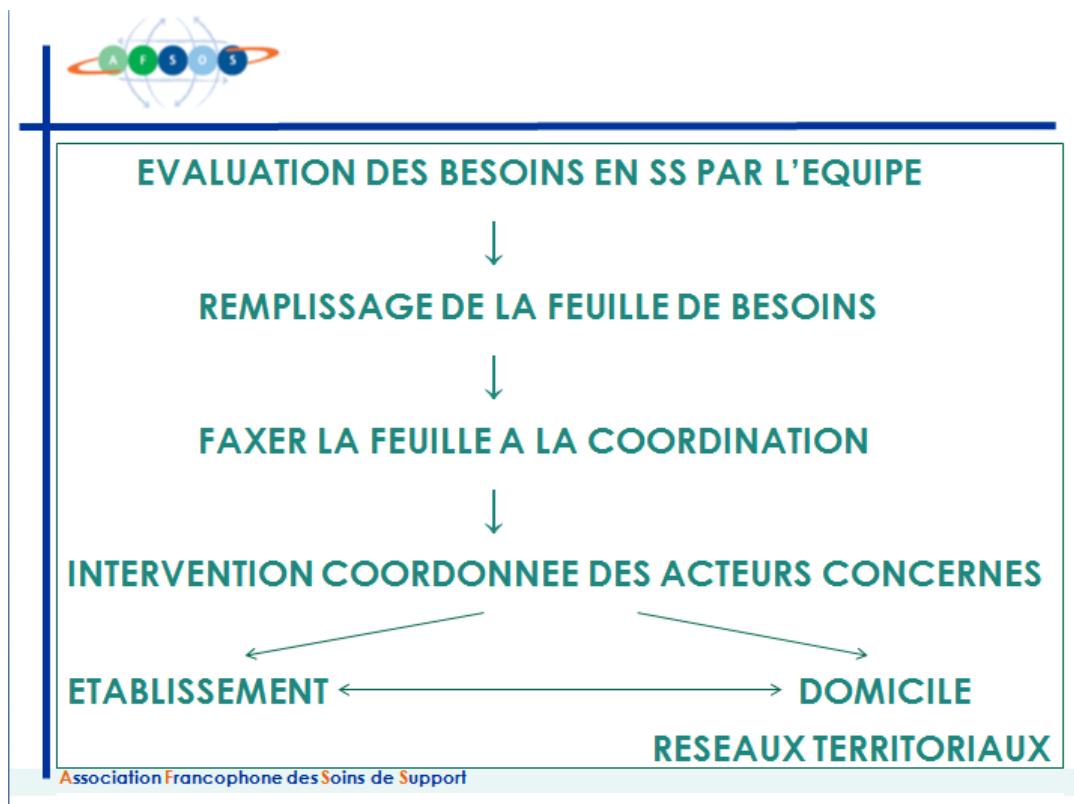 A F S O S
EVALUATION DES BESOINS EN SS PAR L'EQUIPE
REMPLISSAGE DE LA FEUILLE DE BESOINS
FAXER LA FEUILLE A LA COORDINATION
INTERVENTION COORDONNEE DES ACTEURS CONCERNES
ETABLISSEMENT DOMICILE
RESEAUX TERRITORIAUX
Association Francophone des Soins de Support